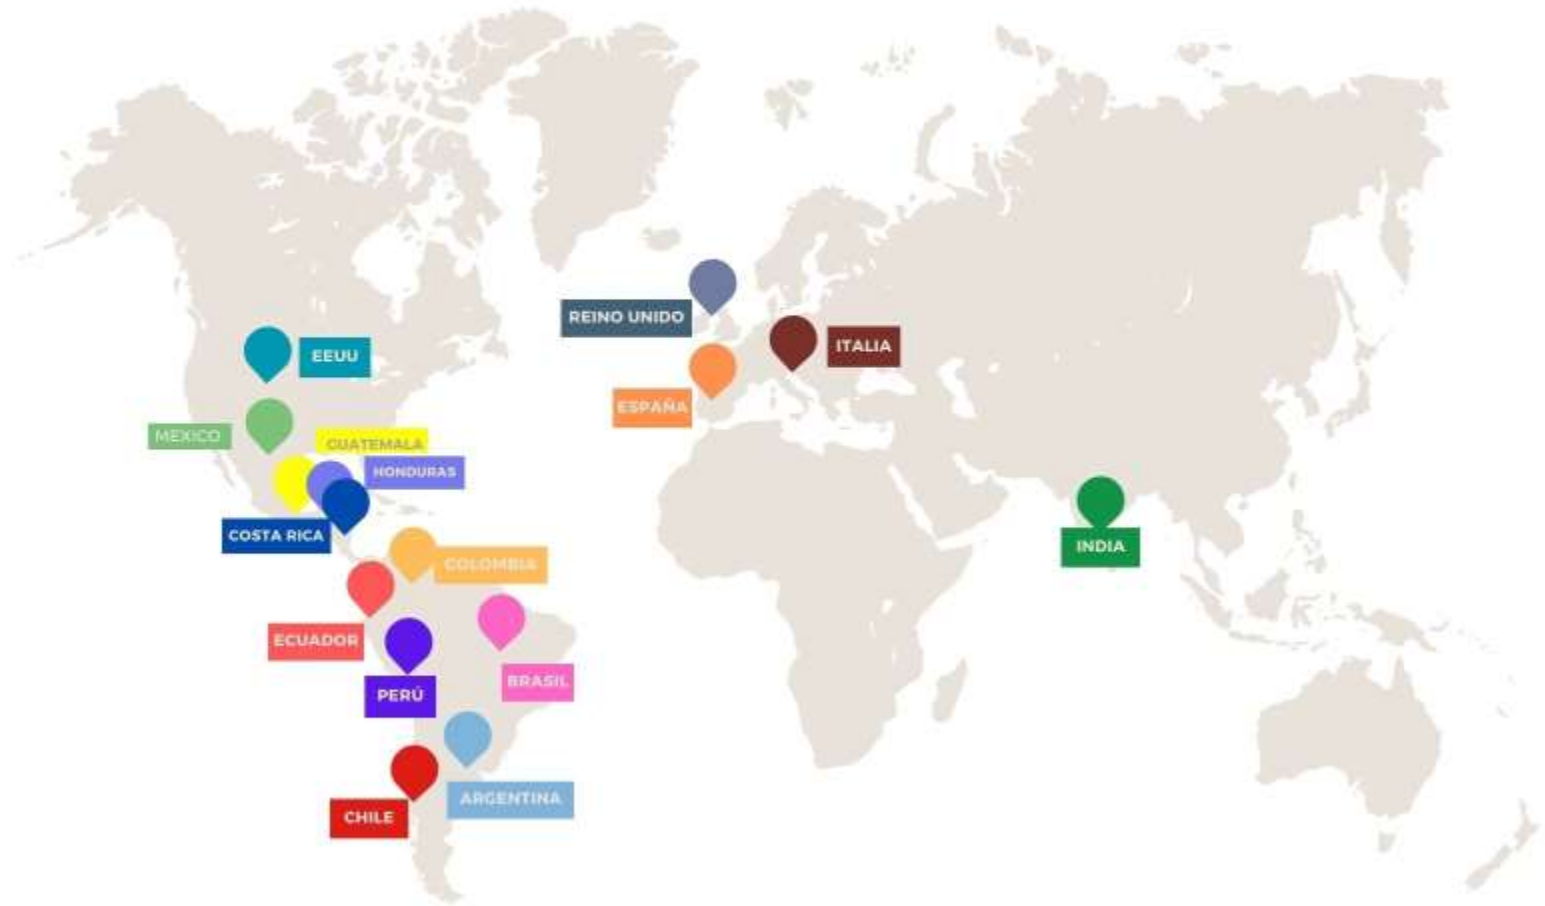 REINO UNIDO
ITALIA
EEUU
ESPAÑA
MEXICO
GUATEMALA
HONDURAS
COSTA RICA
INDIA
COLOMBIA
ECUADOR
BRASIL
PERÚ
ARGENTINA
CHILE